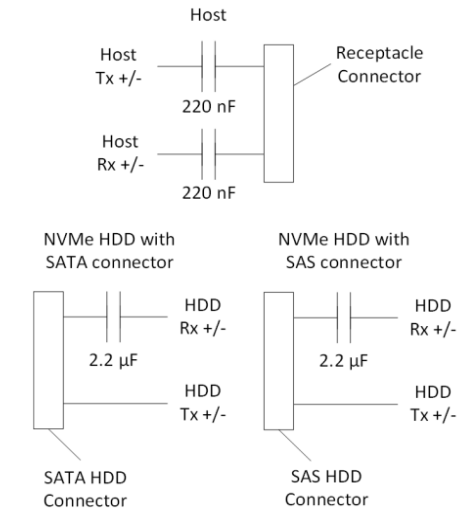 Host
Host
Tx +/-
Receptacle
Connector
220 nF
Host
Rx +/-
220 nF
NVMe HDD with
SATA connector
NVMe HDD with
SAS connector
HDD
Rx +/-
2.2 µF
HDD
Tx +/-
SATA HDD
Connector
HDD
Rx +/-
2.2 µF
HDD
Tx +/-
SAS HDD
Connector